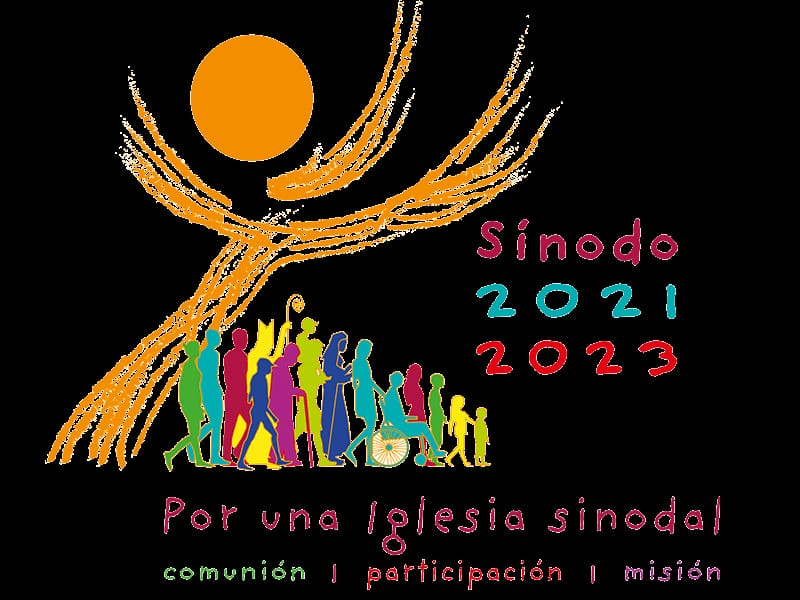 Sínodo
2021
2023
Por una Iglesia sinodal
comunión | participación | misión